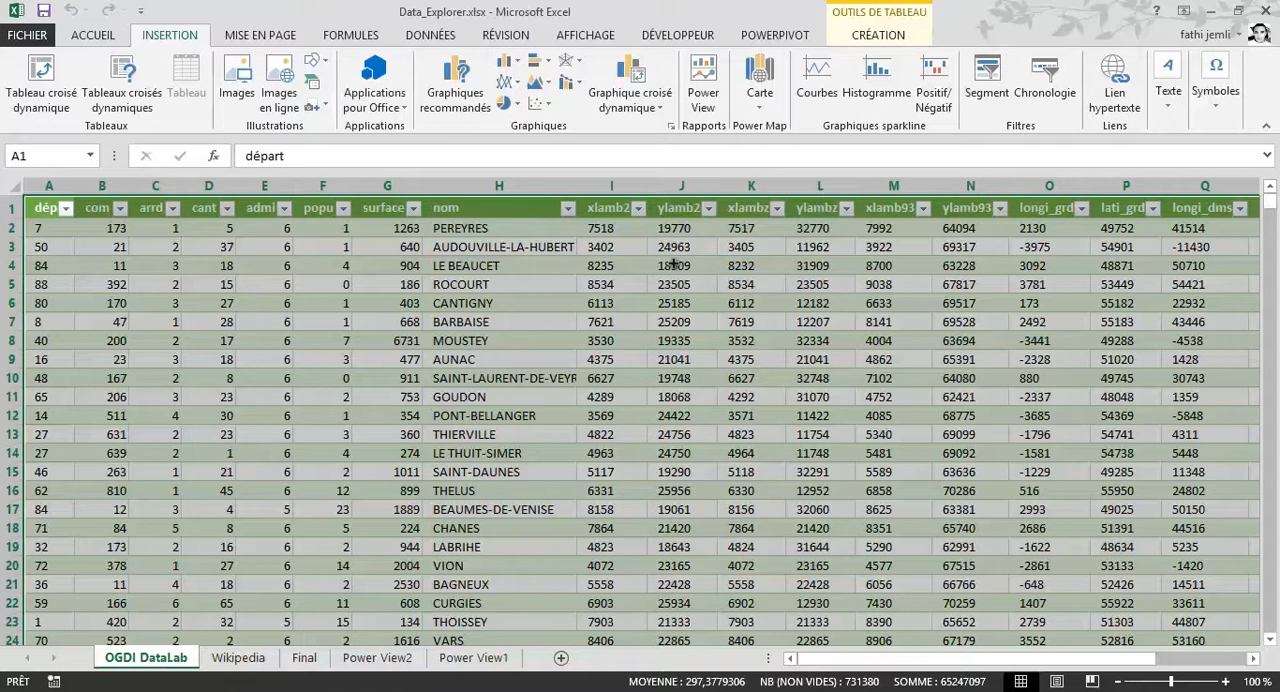 Data_Explorer.xlsx - Microsoft Excel
OUTILS DE TABLEAU
FICHIER ACCUEIL INSERTION MISE EN PAGE FORMULES DONNÉES RÉVISION AFFICHAGE DÉVELOPPEUR POWERPIVOT CRÉATION fathi jemli
Tableau croisé dynamique Tableaux croisés dynamiques Tableau Images Images en ligne Applications pour Office Graphiques recommandés Graphique croisé dynamique Power View Carte Courbes Histogramme Positif/Négatif Segment Chronologie Lien hypertexte Texte Symboles
Tableaux Illustrations Applications Graphiques Rapports Power Map Graphiques sparkline Filtres Liens
A1 fx départ
A B C D E F G H I J K L M N O P Q
1 dép com arrd cant admi popu surface nom xlamb2 ylamb2 xlambz ylambz xlamb93 ylamb93 longi_grd lati_grd longi_dms
2 7 173 1 5 6 1 1263 PEREYRES 7518 19770 7517 32770 7992 64094 2130 49752 41514
3 50 21 2 37 6 1 640 AUDOUVILLE-LA-HUBERT 3402 24963 3405 11962 3922 69317 -3975 54901 -11430
4 84 11 3 18 6 4 904 LE BEAUCET 8235 18909 8232 31909 8700 63228 3092 48871 50710
5 88 392 2 15 6 0 186 ROCOURT 8534 23505 8534 23505 9038 67817 3781 53449 54421
6 80 170 3 27 6 1 403 CANTIGNY 6113 25185 6112 12182 6633 69517 173 55182 22932
7 8 47 1 28 6 1 668 BARBAISE 7621 25209 7619 12207 8141 69528 2492 55183 43446
8 40 200 2 17 6 7 6731 MOUSTEY 3530 19335 3532 32334 4004 63694 -3441 49288 -4538
9 16 23 3 18 6 3 477 AUNAC 4375 21041 4375 21041 4862 65391 -2328 51020 1428
10 48 167 2 8 6 0 911 SAINT-LAURENT-DE-VEYR 6627 19748 6627 32748 7102 64080 880 49745 30743
11 65 206 3 23 6 2 753 GOUDON 4289 18068 4292 31070 4752 62421 -2337 48048 1359
12 14 511 4 30 6 1 354 PONT-BELLANGER 3569 24422 3571 11422 4085 68775 -3685 54369 -5848
13 27 631 2 23 6 3 360 THIERVILLE 4822 24756 4823 11754 5340 69099 -1796 54741 4311
14 27 639 2 1 6 4 274 LE THUIT-SIMER 4963 24750 4964 11748 5481 69092 -1581 54738 5448
15 46 263 1 21 6 2 1011 SAINT-DAUNES 5117 19290 5118 32291 5589 63636 -1229 49285 11348
16 62 810 1 45 6 12 899 THELUS 6331 25956 6330 12952 6858 70286 516 55950 24802
17 84 12 3 4 5 23 1889 BEAUMES-DE-VENISE 8158 19061 8156 32060 8625 63381 2993 49025 50150
18 71 84 5 8 6 5 224 CHANES 7864 21420 7864 21420 8351 65740 2686 51391 44516
19 32 173 2 16 6 2 944 LABRIHE 4823 18643 4824 31644 5290 62991 -1622 48634 5235
20 72 378 1 27 6 14 2004 VION 4072 23165 4072 23165 4577 67515 -2861 53133 -1420
21 36 11 4 18 6 2 2530 BAGNEUX 5558 22428 5558 22428 6056 66766 -648 52426 14511
22 59 166 6 65 6 11 608 CURGIES 6903 25934 6902 12930 7430 70259 1407 55922 33611
23 1 420 2 32 5 15 134 THOISSEY 7903 21333 7903 21333 8390 65652 2739 51303 44807
24 70 523 2 2 6 4 1616 VARS 8406 22865 8406 22865 8906 67179 3552 52816 53160
OGDI DataLab Wikipedia Final Power View2 Power View1
PRÊT MOYENNE : 297,3779306 NB (NON VIDES) : 731380 SOMME : 65247097 100 %